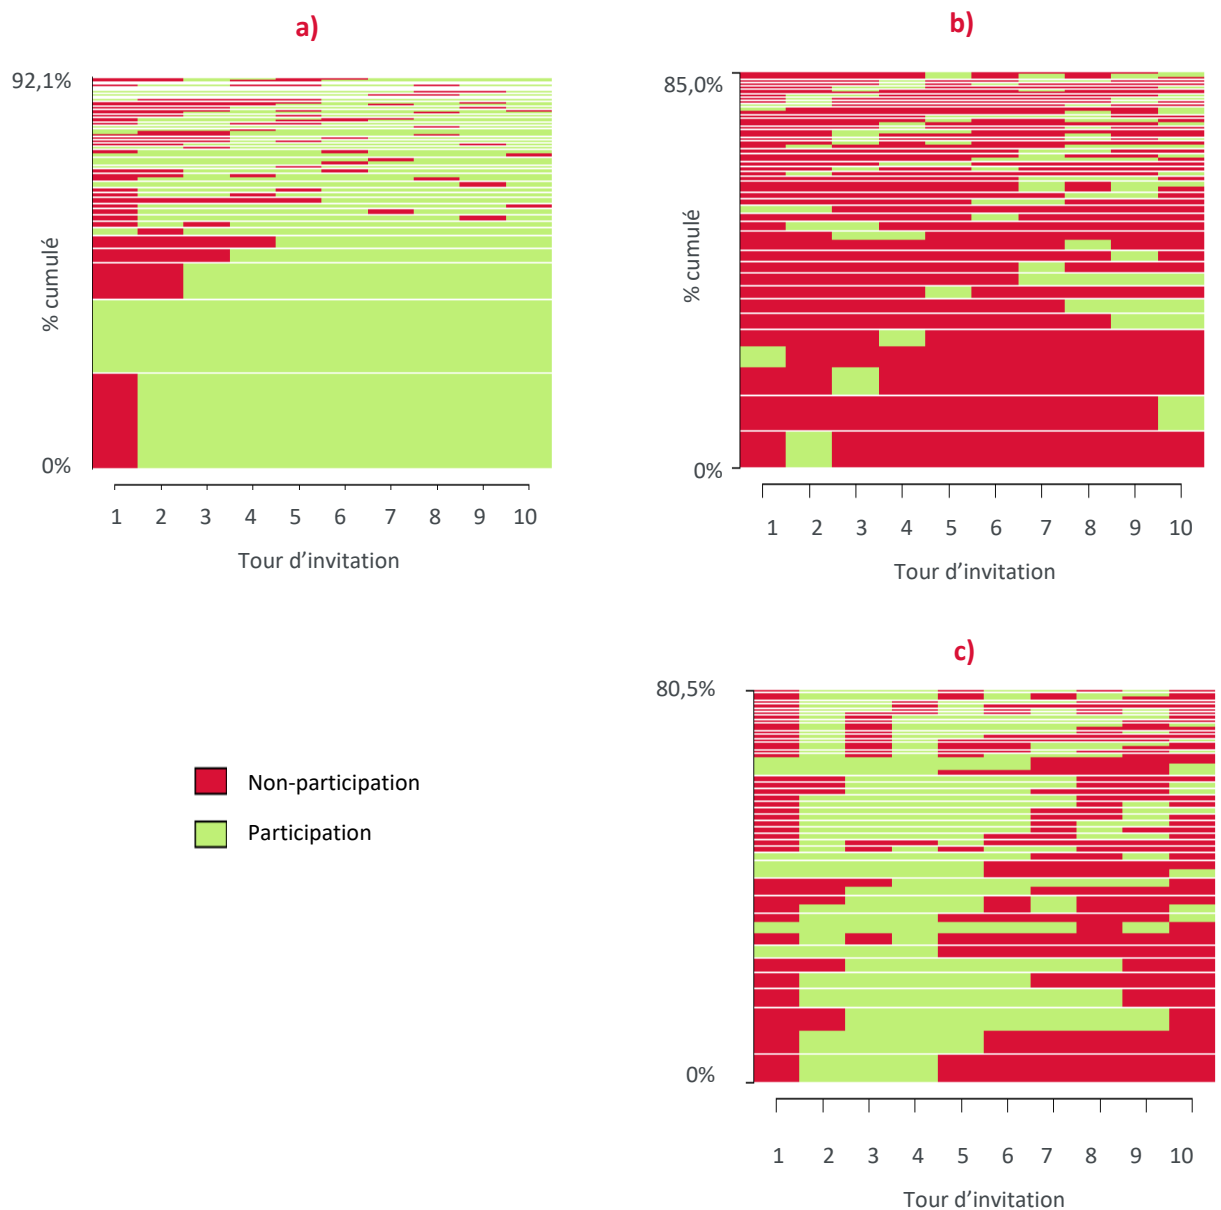 a)
92,1%
% cumulé
0%
1 2 3 4 5 6 7 8 9 10
Tour d’invitation
b)
85,0%
% cumulé
0%
1 2 3 4 5 6 7 8 9 10
Tour d’invitation
Non-participation
Participation
c)
80,5%
0%
1 2 3 4 5 6 7 8 9 10
Tour d’invitation